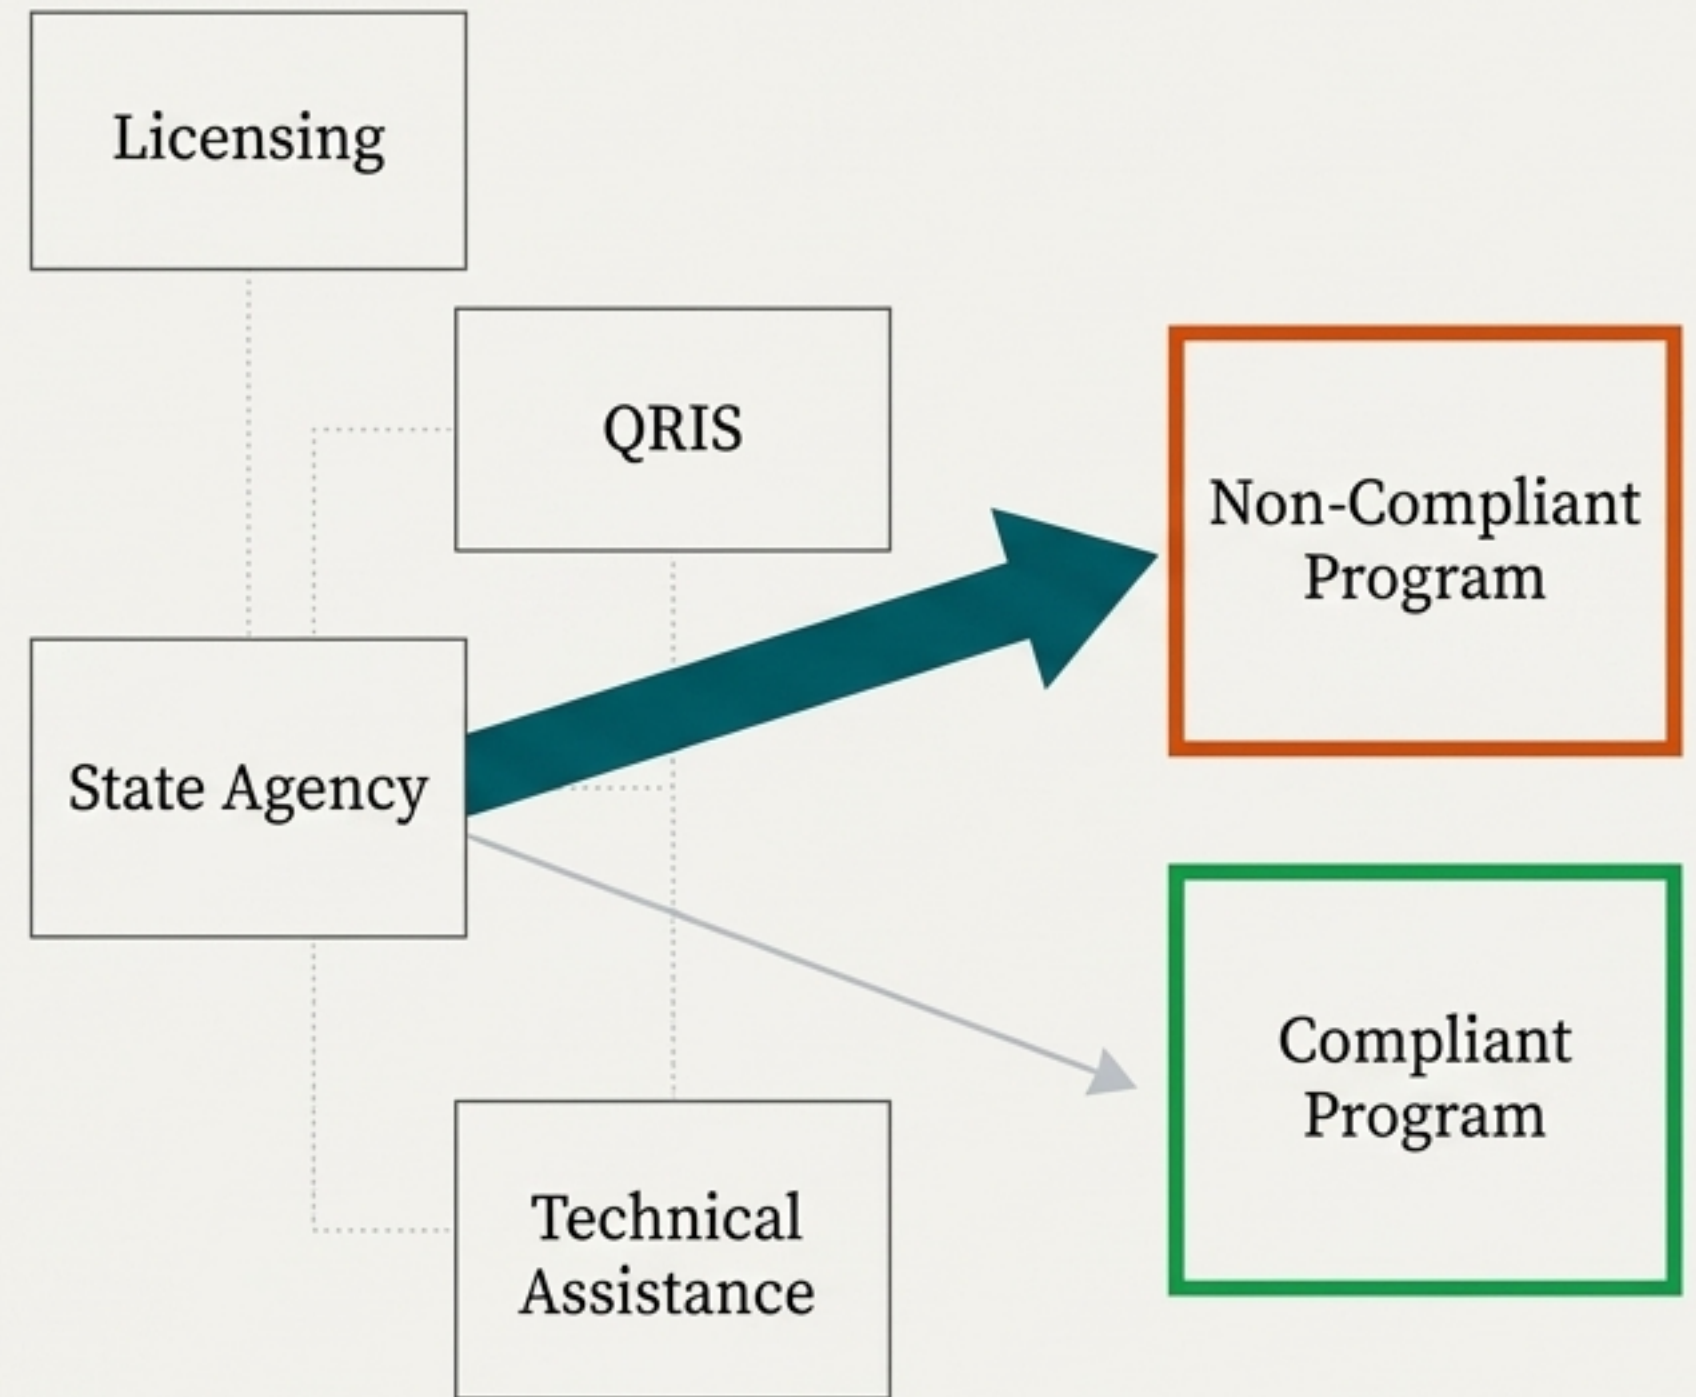 Licensing
QRIS
Non-Compliant
Program
State Agency
Compliant
Program
Technical
Assistance